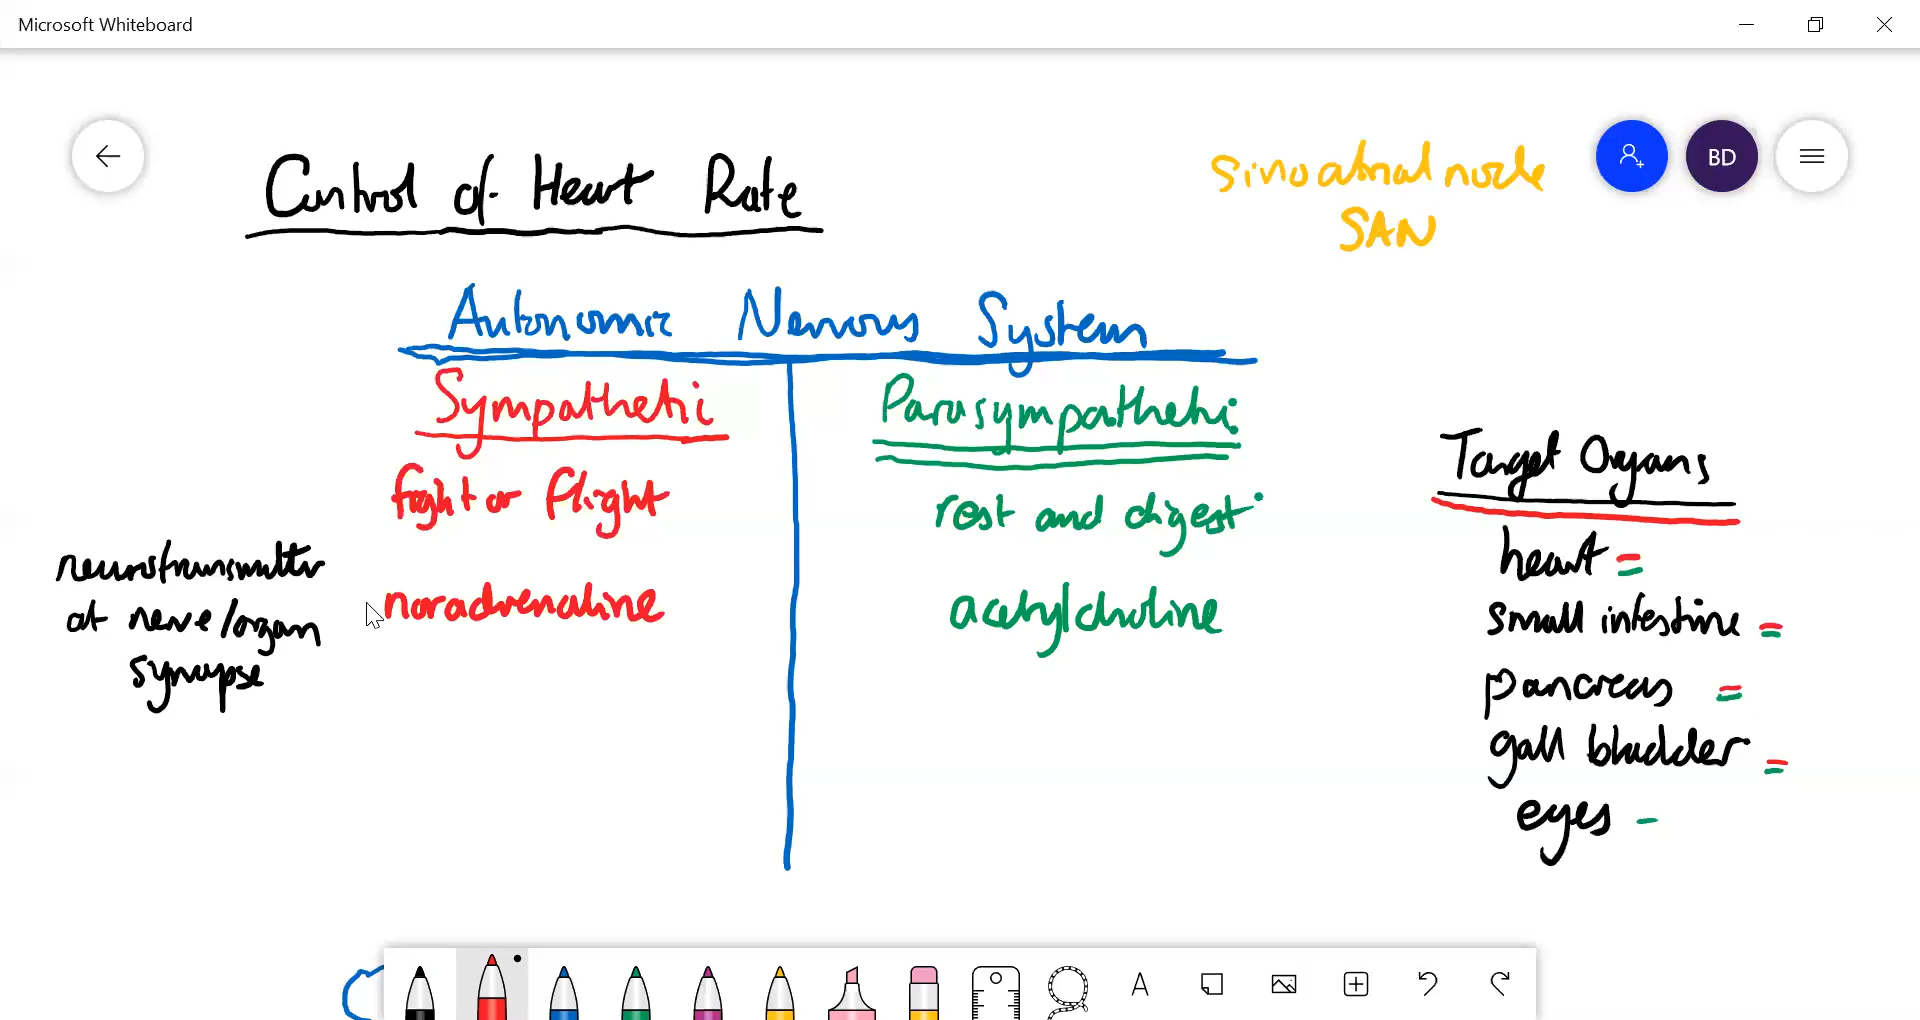 Microsoft Whiteboard
BD
Control of Heart Rate
sinoatrial node
SAN
Autonomic Nervous System
Sympathetic
Parasympathetic
fight or flight
rest and digest
neurotransmitter
at nerve/organ
synapse
noradrenaline
acetylcholine
Target Organs
heart =
small intestine =
pancreas =
gall bladder =
eyes -
A